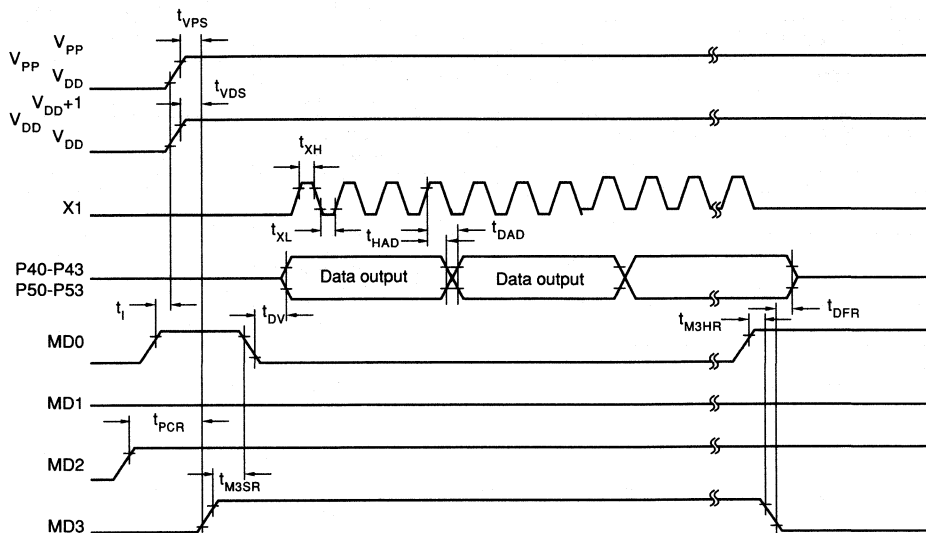 tVPS
VPP
VPP
VDD
tVDS
VDD+1
VDD
VDD
tXH
X1
tXL
tHAD
tDAD
P40-P43
P50-P53
Data output
Data output
tI
tDV
tM3HR
tDFR
MD0
MD1
tPCR
MD2
tM3SR
MD3